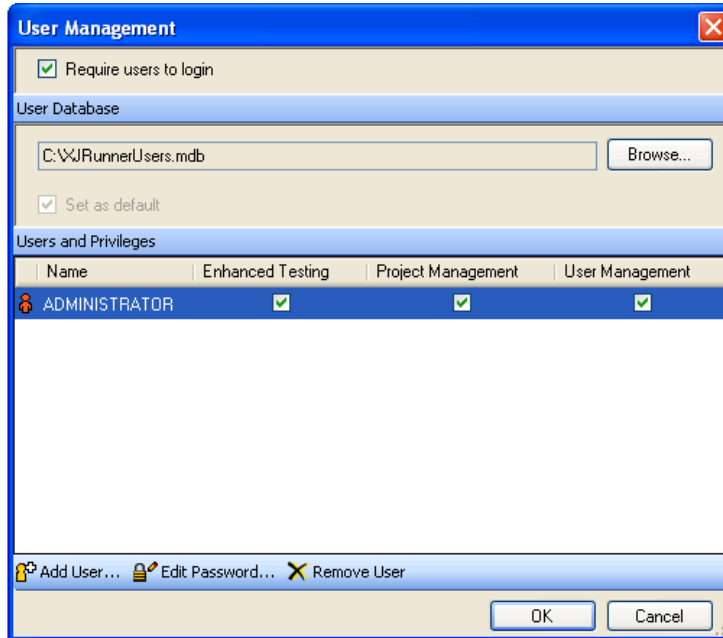 User Management
Require users to login
User Database
C:\XJRunnerUsers.mdb Browse...
Set as default
Users and Privileges
Name Enhanced Testing Project Management User Management
ADMINISTRATOR
Add User... Edit Password... Remove User
OK Cancel